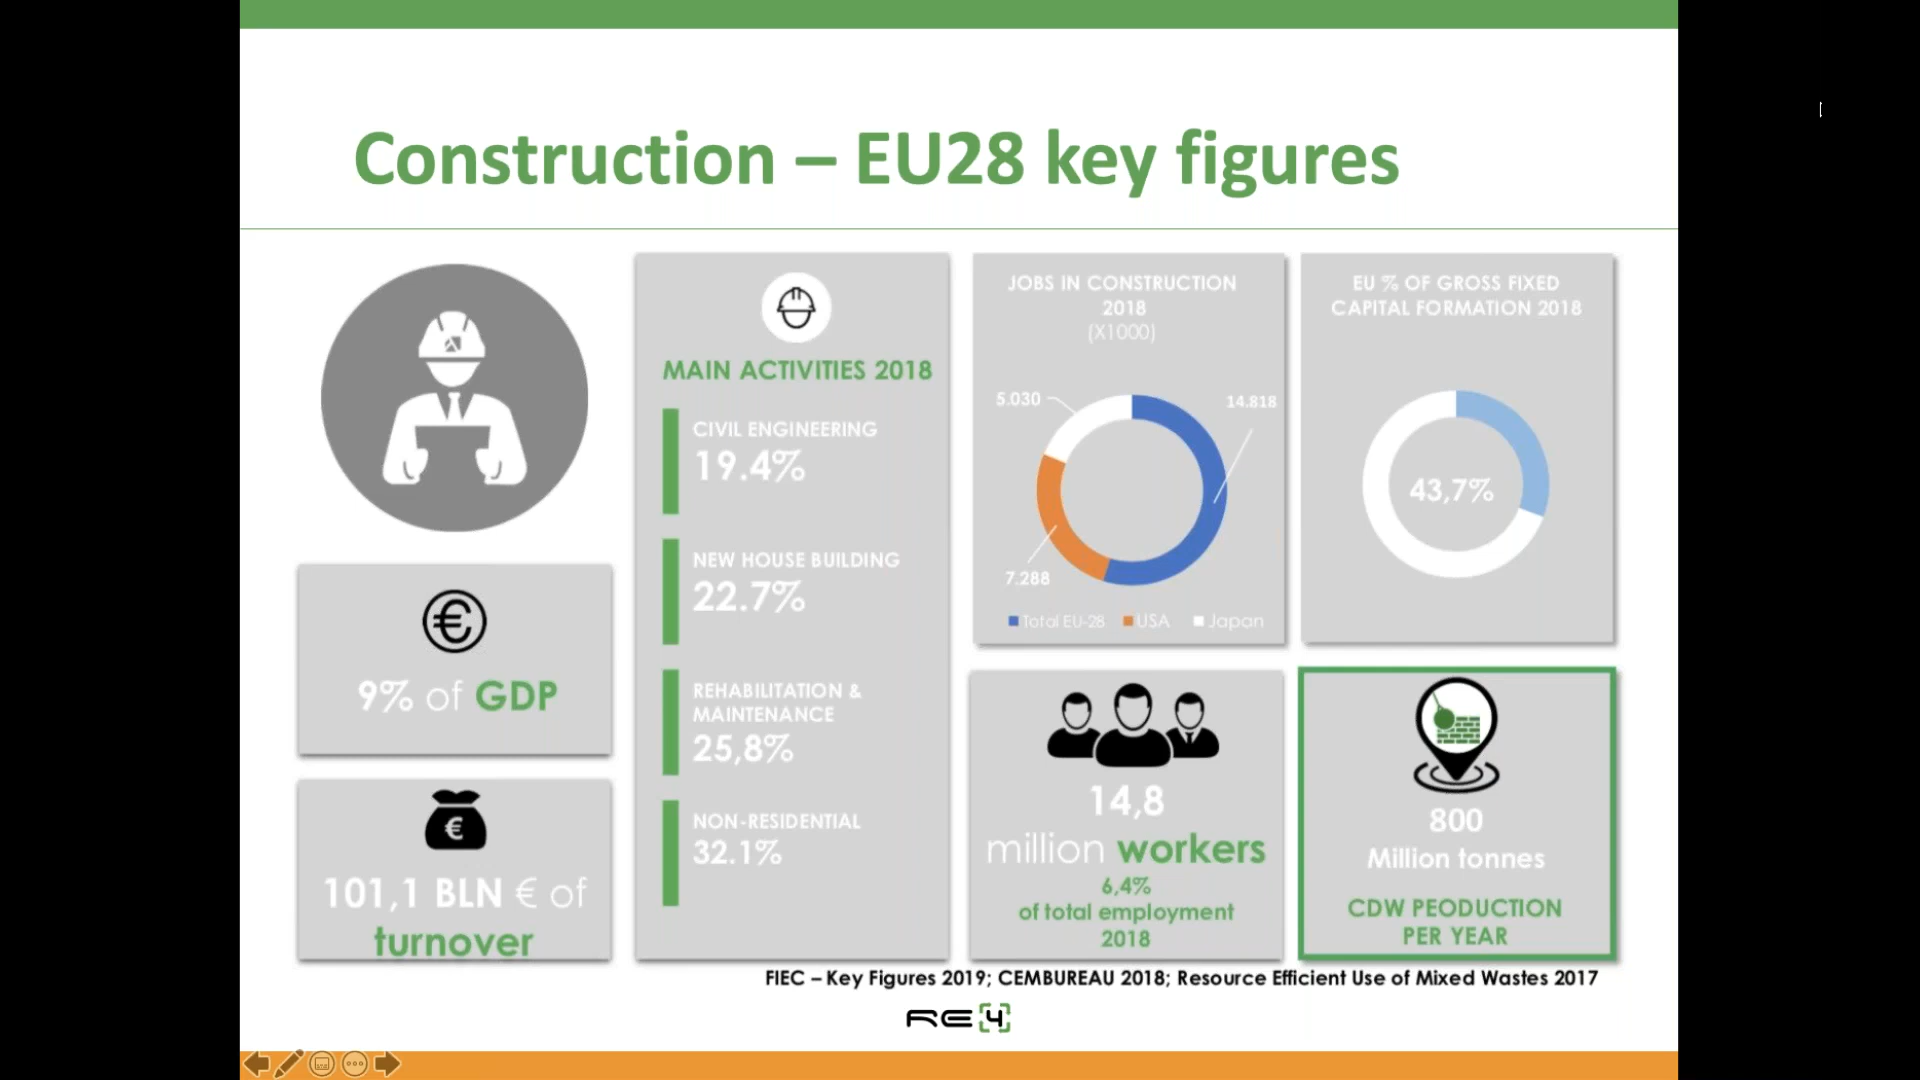 Construction – EU28 key figures
9% of GDP
€
101,1 BLN € of
turnover
MAIN ACTIVITIES 2018
CIVIL ENGINEERING
19.4%
NEW HOUSE BUILDING
22.7%
REHABILITATION &
MAINTENANCE
25,8%
NON-RESIDENTIAL
32.1%
JOBS IN CONSTRUCTION
2018
(X1000)
5.030
14.818
7.288
Total EU-28 USA Japan
EU % OF GROSS FIXED
CAPITAL FORMATION 2018
43,7%
14,8
million workers
6,4%
of total employment
2018
800
Million tonnes
CDW PEODUCTION
PER YEAR
FIEC – Key Figures 2019; CEMBUREAU 2018; Resource Efficient Use of Mixed Wastes 2017
RE4